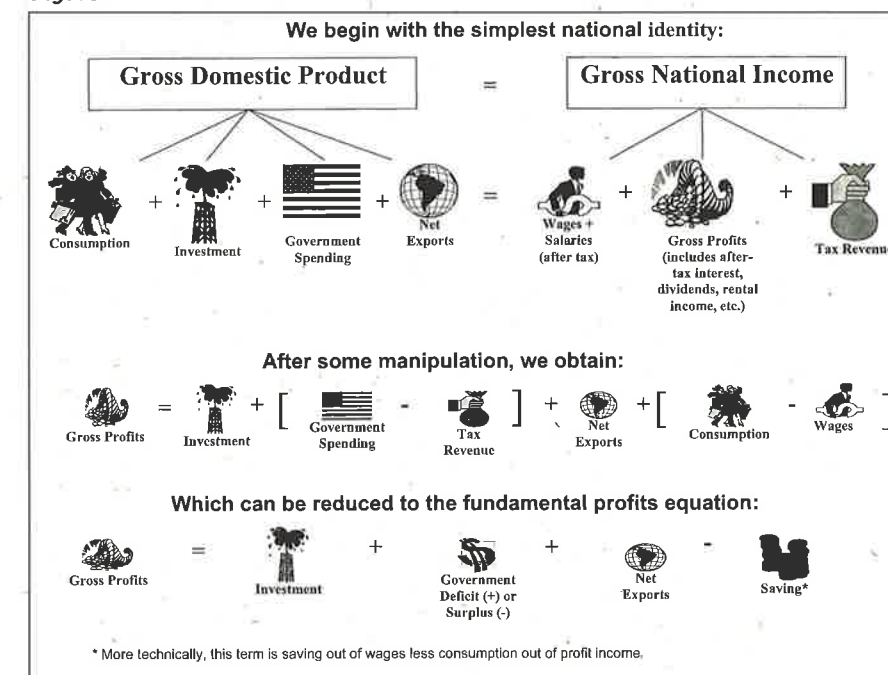 We begin with the simplest national identity:
Gross Domestic Product = Gross National Income
Consumption + Investment + Government Spending + Net Exports = Wages + Salaries (after tax) + Gross Profits (includes after-tax interest, dividends, rental income, etc.) + Tax Revenue
After some manipulation, we obtain:
Gross Profits = Investment + [ Government Spending - Tax Revenue ] + Net Exports + [ Consumption - Wages ]
Which can be reduced to the fundamental profits equation:
Gross Profits = Investment + Government Deficit (+) or Surplus (-) + Net Exports - Saving*
* More technically, this term is saving out of wages less consumption out of profit income.